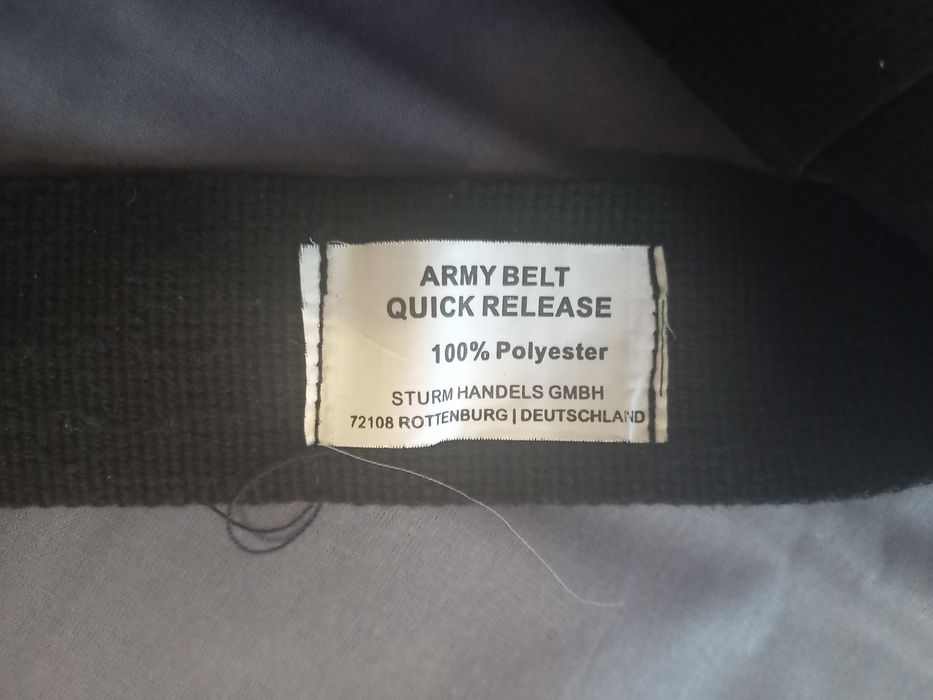 ARMY BELT
QUICK RELEASE
100% Polyester
STURM HANDELS GMBH
72108 ROTTENBURG | DEUTSCHLAND